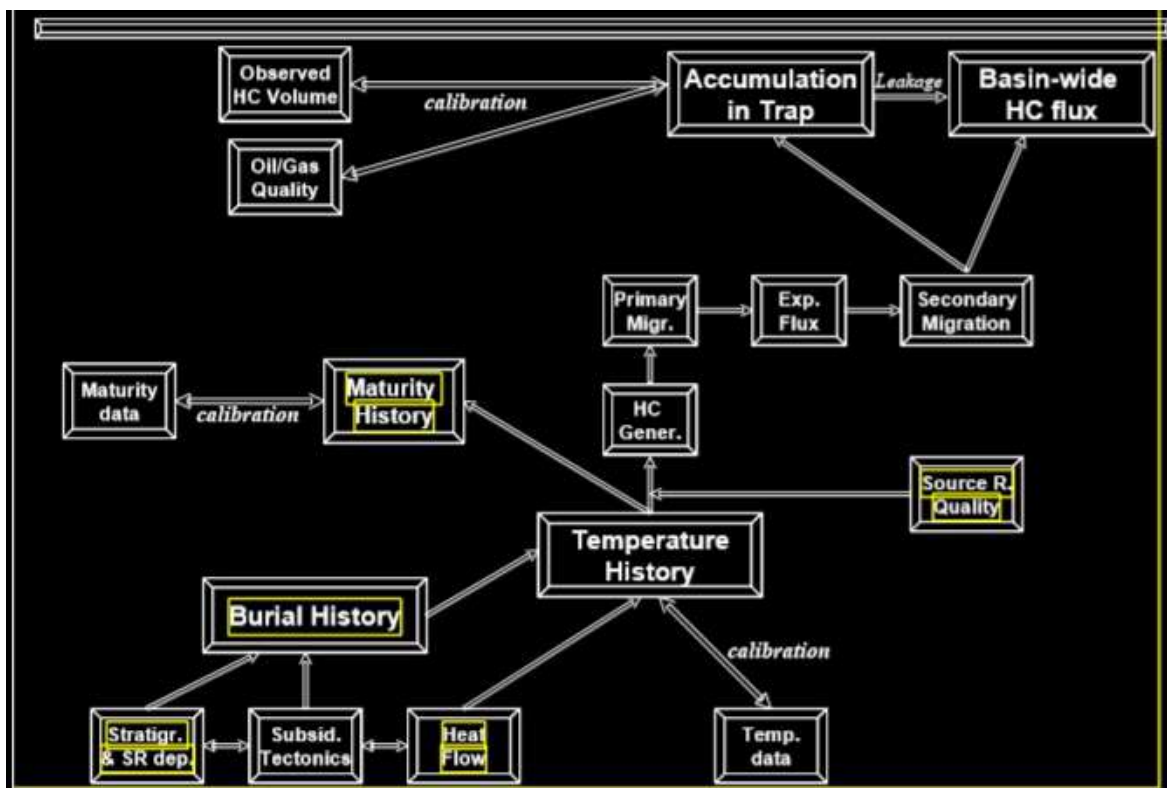 Observed
HC Volume
calibration
Accumulation
in Trap
Leakage
Basin-wide
HC flux
Oil/Gas
Quality
Primary
Migr.
Exp.
Flux
Secondary
Migration
Maturity
data
calibration
Maturity
History
HC
Gener.
Source R.
Quality
Temperature
History
Burial History
calibration
Stratigr.
& SR dep.
Subsid.
Tectonics
Heat
Flow
Temp.
data